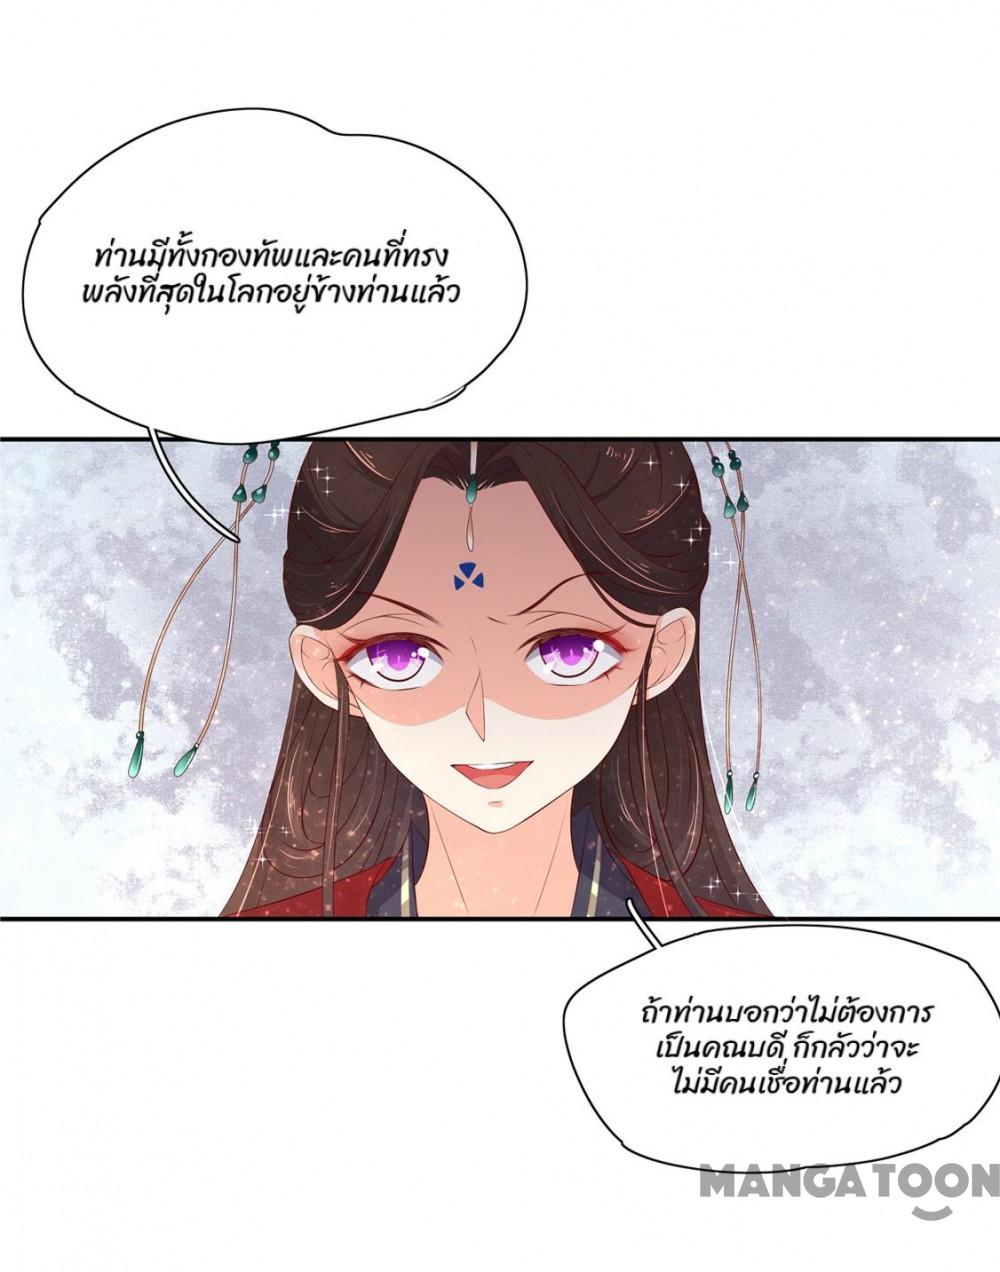 ท่านมีทั้งกองทัพและคนที่ทรง
พลังที่สุดในโลกอยู่ข้างท่านแล้ว
ถ้าท่านบอกว่าไม่ต้องการ
เป็นคณบดี ก็กลัวว่าจะ
ไม่มีคนเชื่อท่านแล้ว
MANGATOON